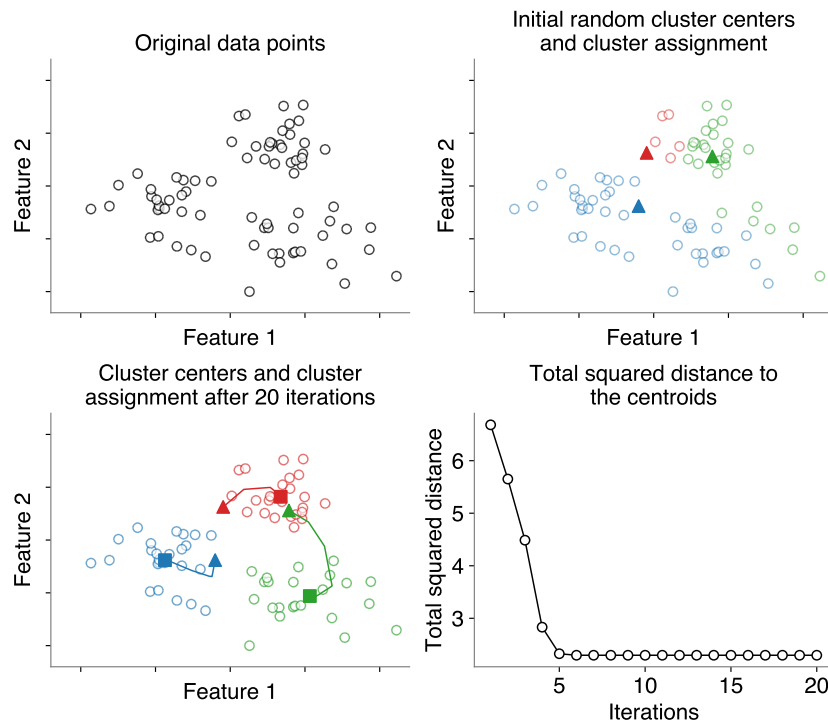 Original data points
Feature 2
Feature 1
Initial random cluster centers
and cluster assignment
Feature 2
Feature 1
Cluster centers and cluster
assignment after 20 iterations
Feature 2
Feature 1
Total squared distance to
the centroids
Total squared distance
6
5
4
3
5
10
15
20
Iterations